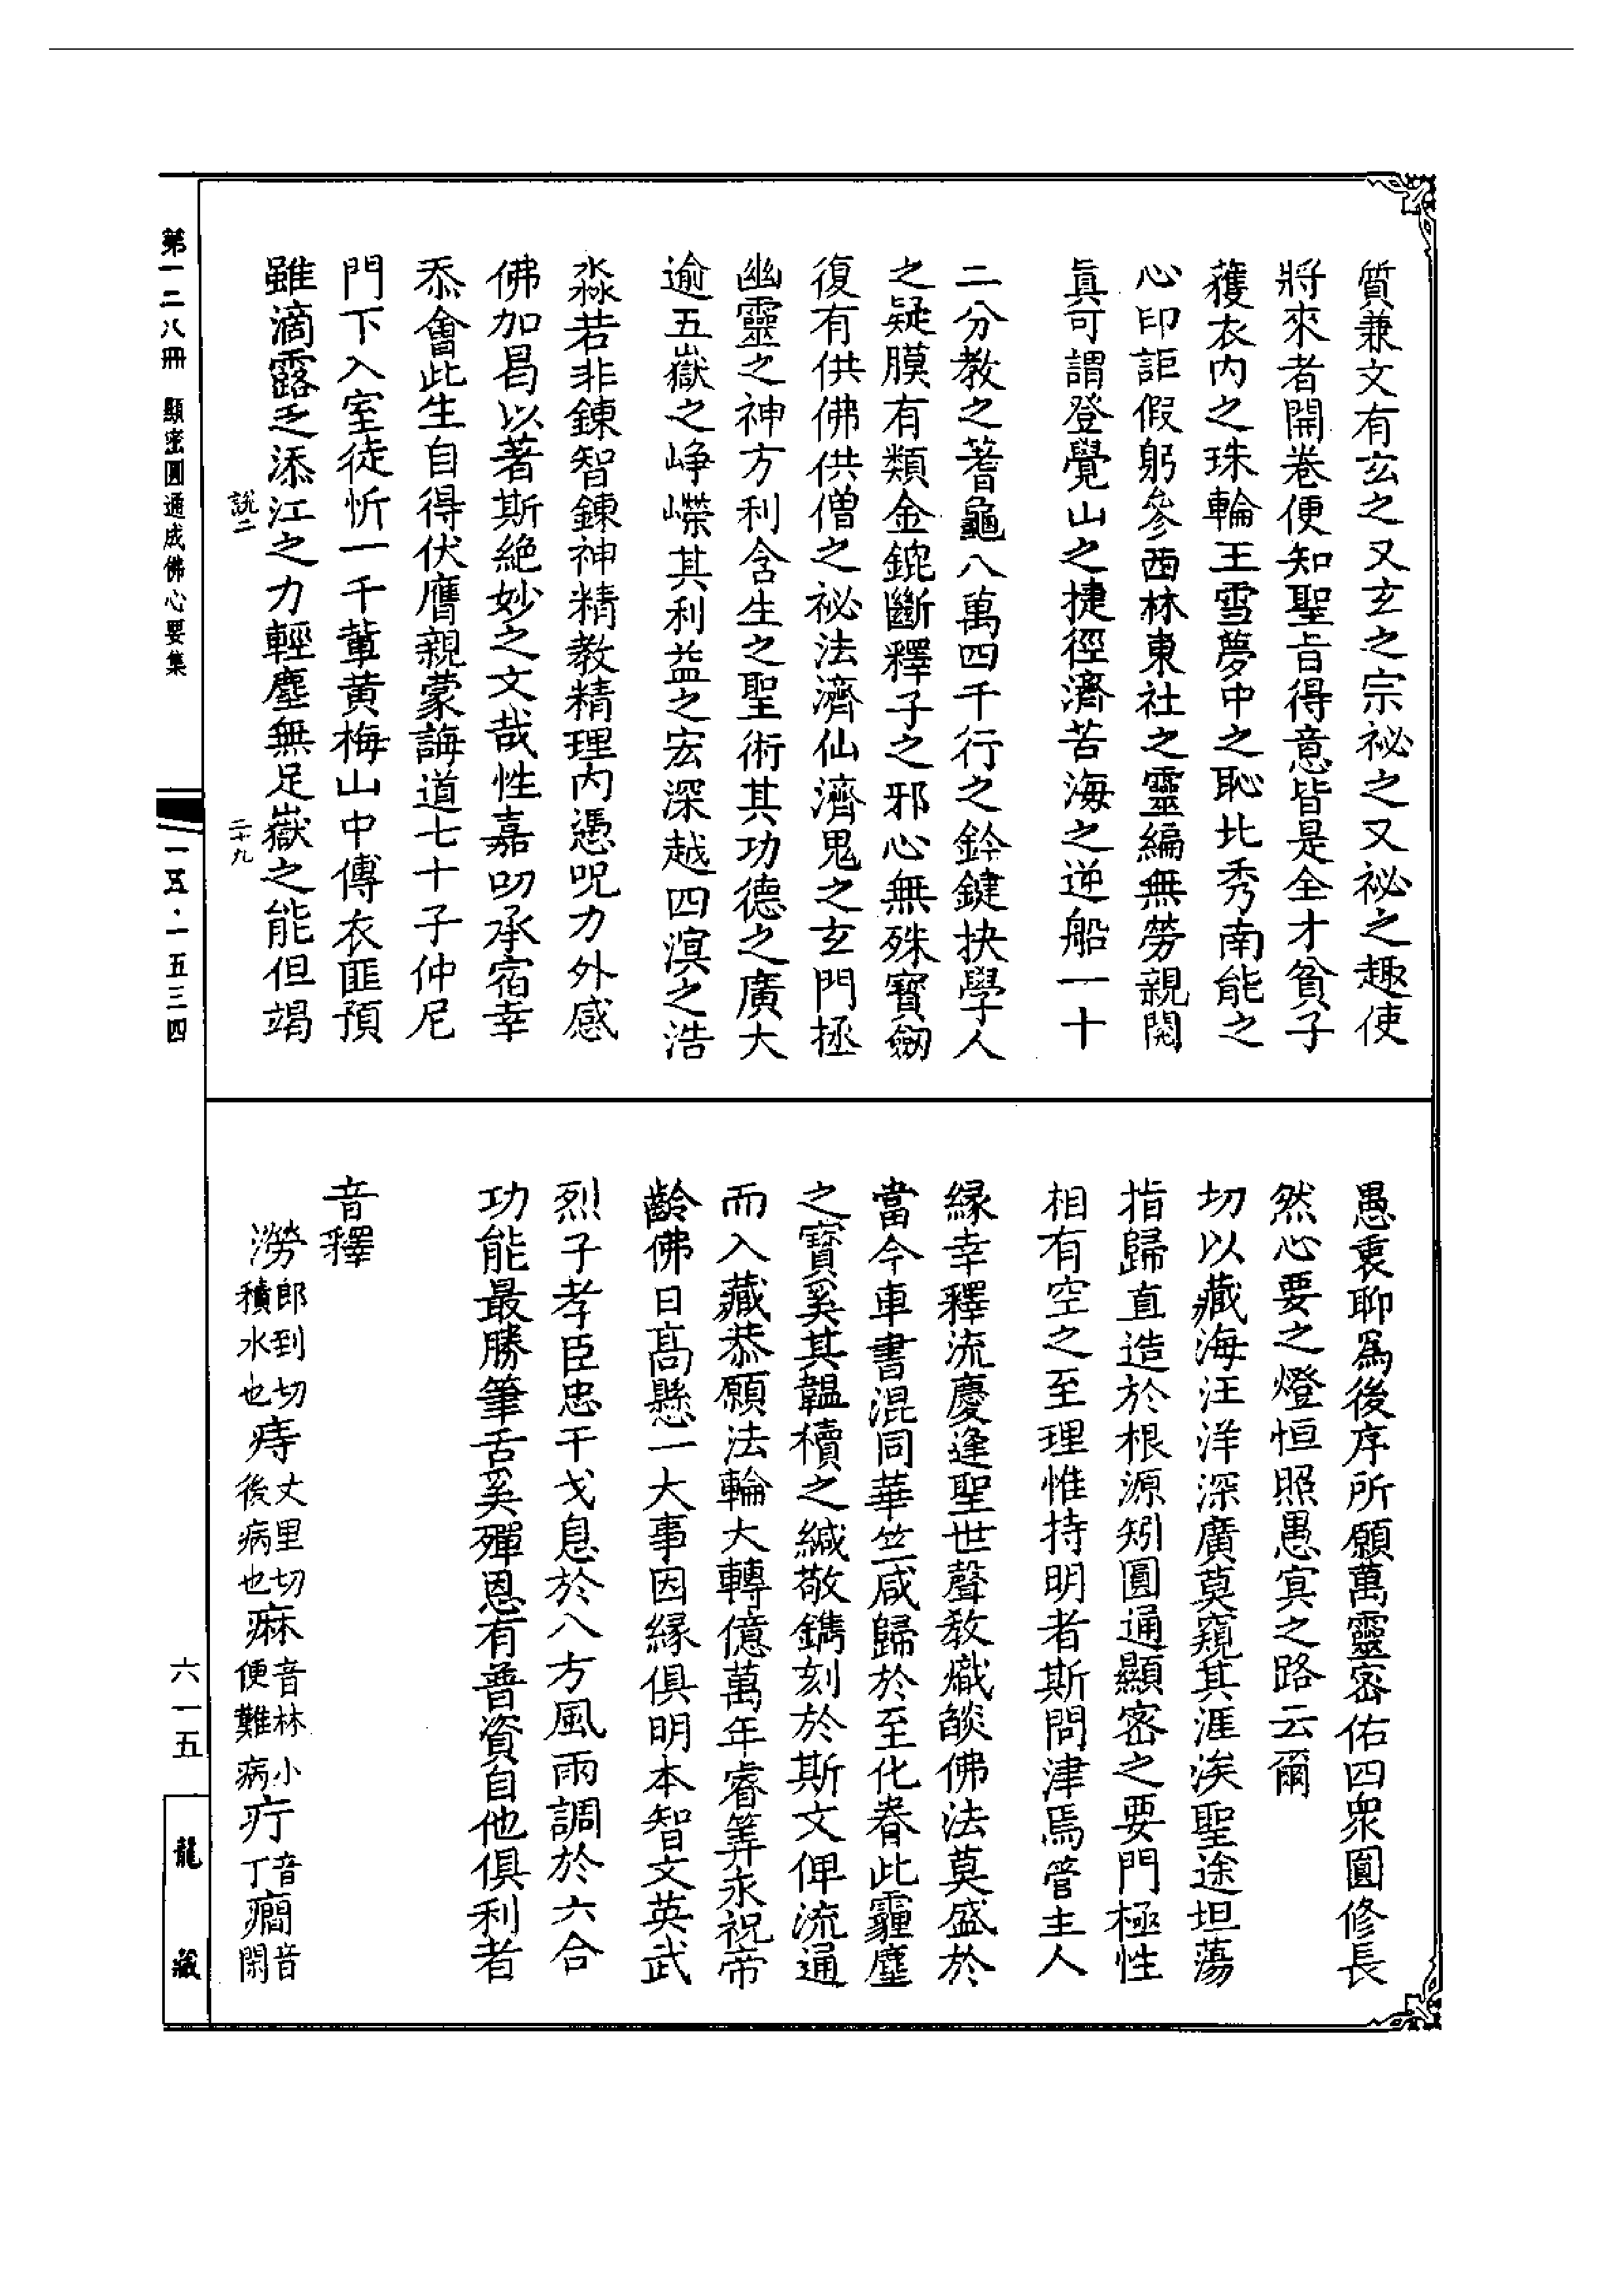 質兼文有玄之又玄之宗祕之又祕之趣使
將來者開卷便知聖旨得意皆是全才貧子
獲衣内之珠輪王雪夢中之恥比秀南能之
心印詎假躬參西林東社之靈編無勞親閱
眞可謂登覺山之捷徑濟苦海之逆船一十
二分教之蓍龜八萬四千行之鈐鍵抉學人
之疑膜有類金錍斷釋子之邪心無殊寳劒
復有供佛供僧之祕法濟仙濟鬼之玄門拯
幽靈之神方利含生之聖術其功德之廣大
逾五嶽之崢嶸其利益之宏深越四溟之浩
淼若非鍊智鍊神精教精理内憑呪力外感
佛加曷以著斯絶妙之文哉性嘉叨承宿幸
忝會此生自得伏膺親蒙誨道七十子仲尼
門下入室徒忻一千輩黄梅山中傳衣匪預
雖滴露乏添江之力輕塵無足嶽之能但竭
愚衷聊爲後序所願萬靈密佑四衆圓修長
然心要之燈恒照愚㝠之路云爾
切以藏海汪洋深廣莫窺其涯涘聖途坦蕩
指歸直造於根源矧圓通顯密之要門極性
相有空之至理惟持明者斯問津焉管主人
縁幸釋流慶逢聖世聲教熾燄佛法莫盛於
當今車書混同華竺咸歸於至化眷此霾塵
之寳奚其韞櫝之緘敬鐫刻於斯文俾流通
而入藏恭願法輪大轉億萬年睿筭永祝帝
齡佛日高懸一大事因縁俱明本智文英武
烈子孝臣忠干戈息於八方風雨調於六合
功能最勝筆舌奚殫恩有普資自他俱利者
音釋
澇郎到切積水也痔丈里切後病也痳音林小便難病疔音丁癇音閑
第一二八冊 顯密圓通成佛心要集
説二
二十九
一五·一五三四
六一五
龍藏